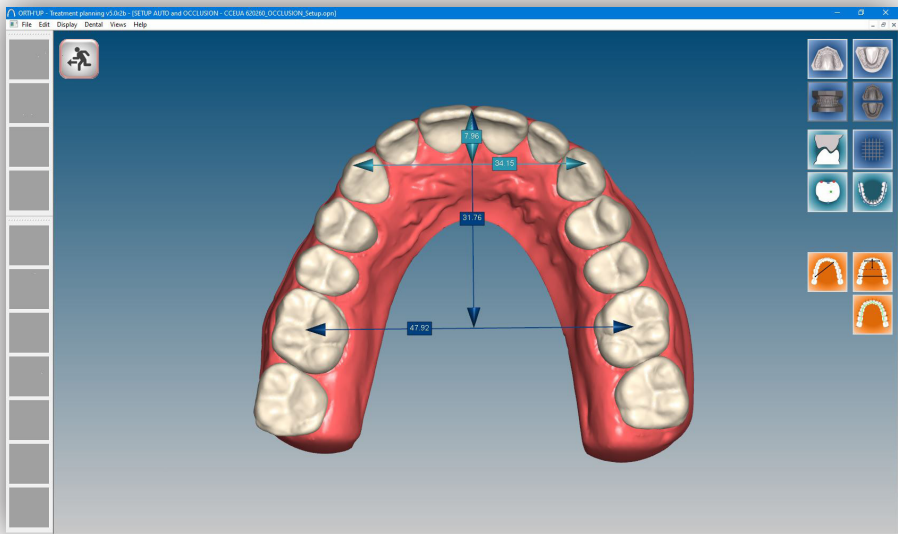 ORTH'UP - Treatment planning v5.0r2b - [SETUP AUTO and OCCLUSION - CCEUA 620260_OCCLUSION_Setup.opn]
File Edit Display Dental Views Help
7.96
34.15
31.76
47.92